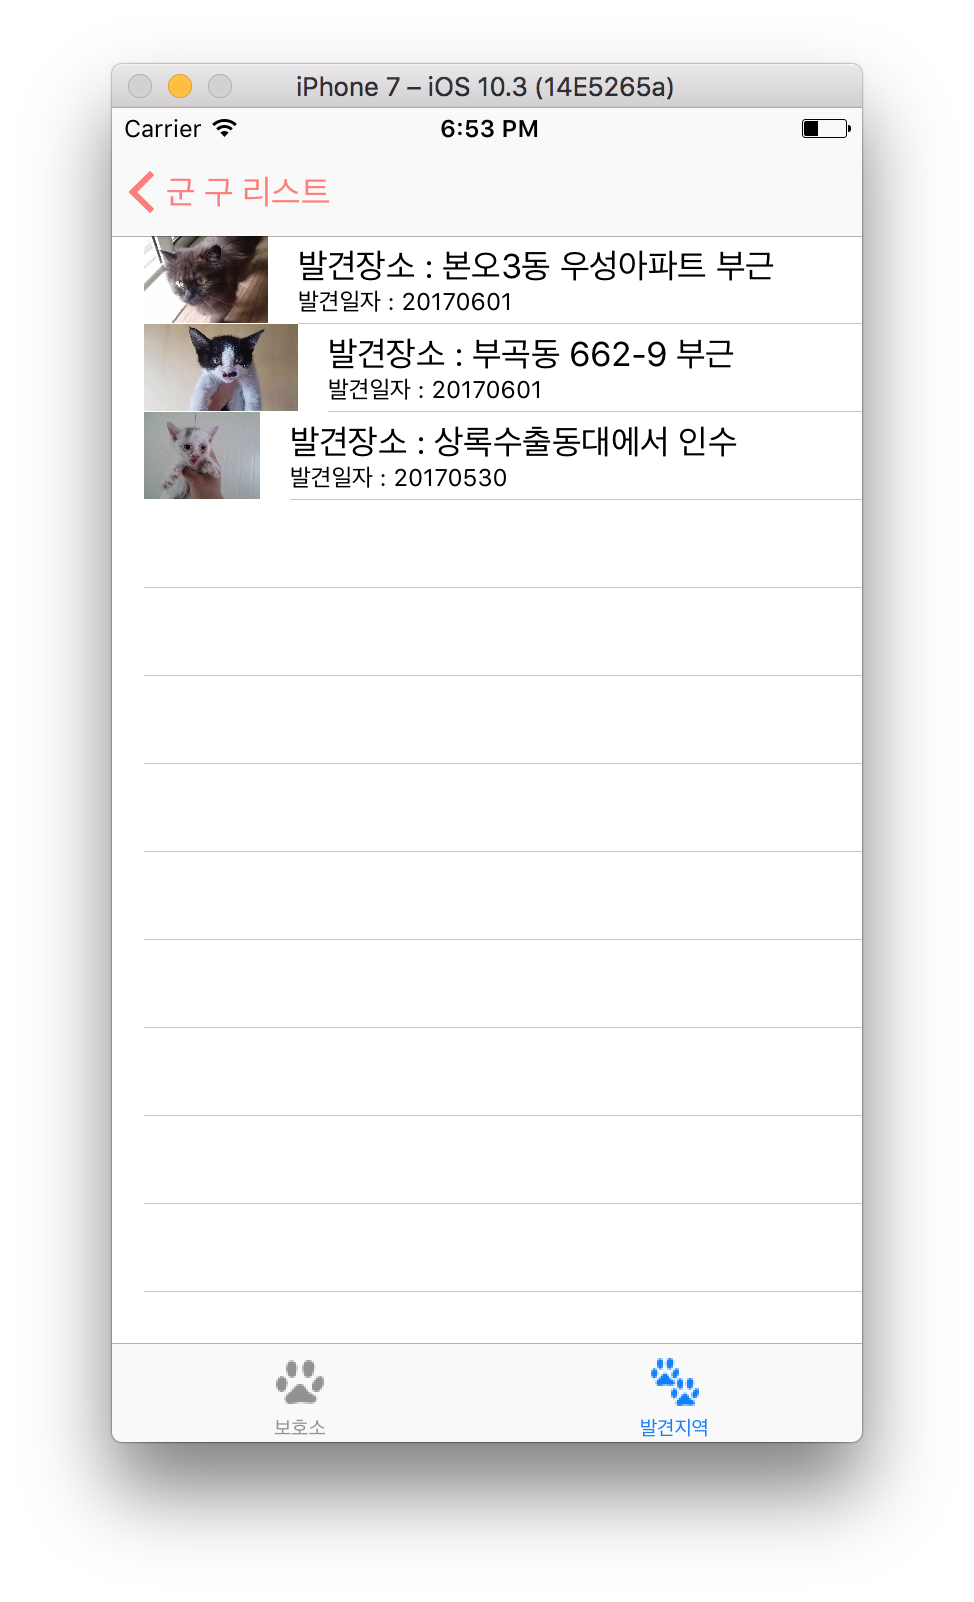 iPhone 7 – iOS 10.3 (14E5265a)
Carrier 6:53 PM
군 구 리스트
발견장소 : 본오3동 우성아파트 부근
발견일자 : 20170601
발견장소 : 부곡동 662-9 부근
발견일자 : 20170601
발견장소 : 상록수출동대에서 인수
발견일자 : 20170530
보호소 발견지역